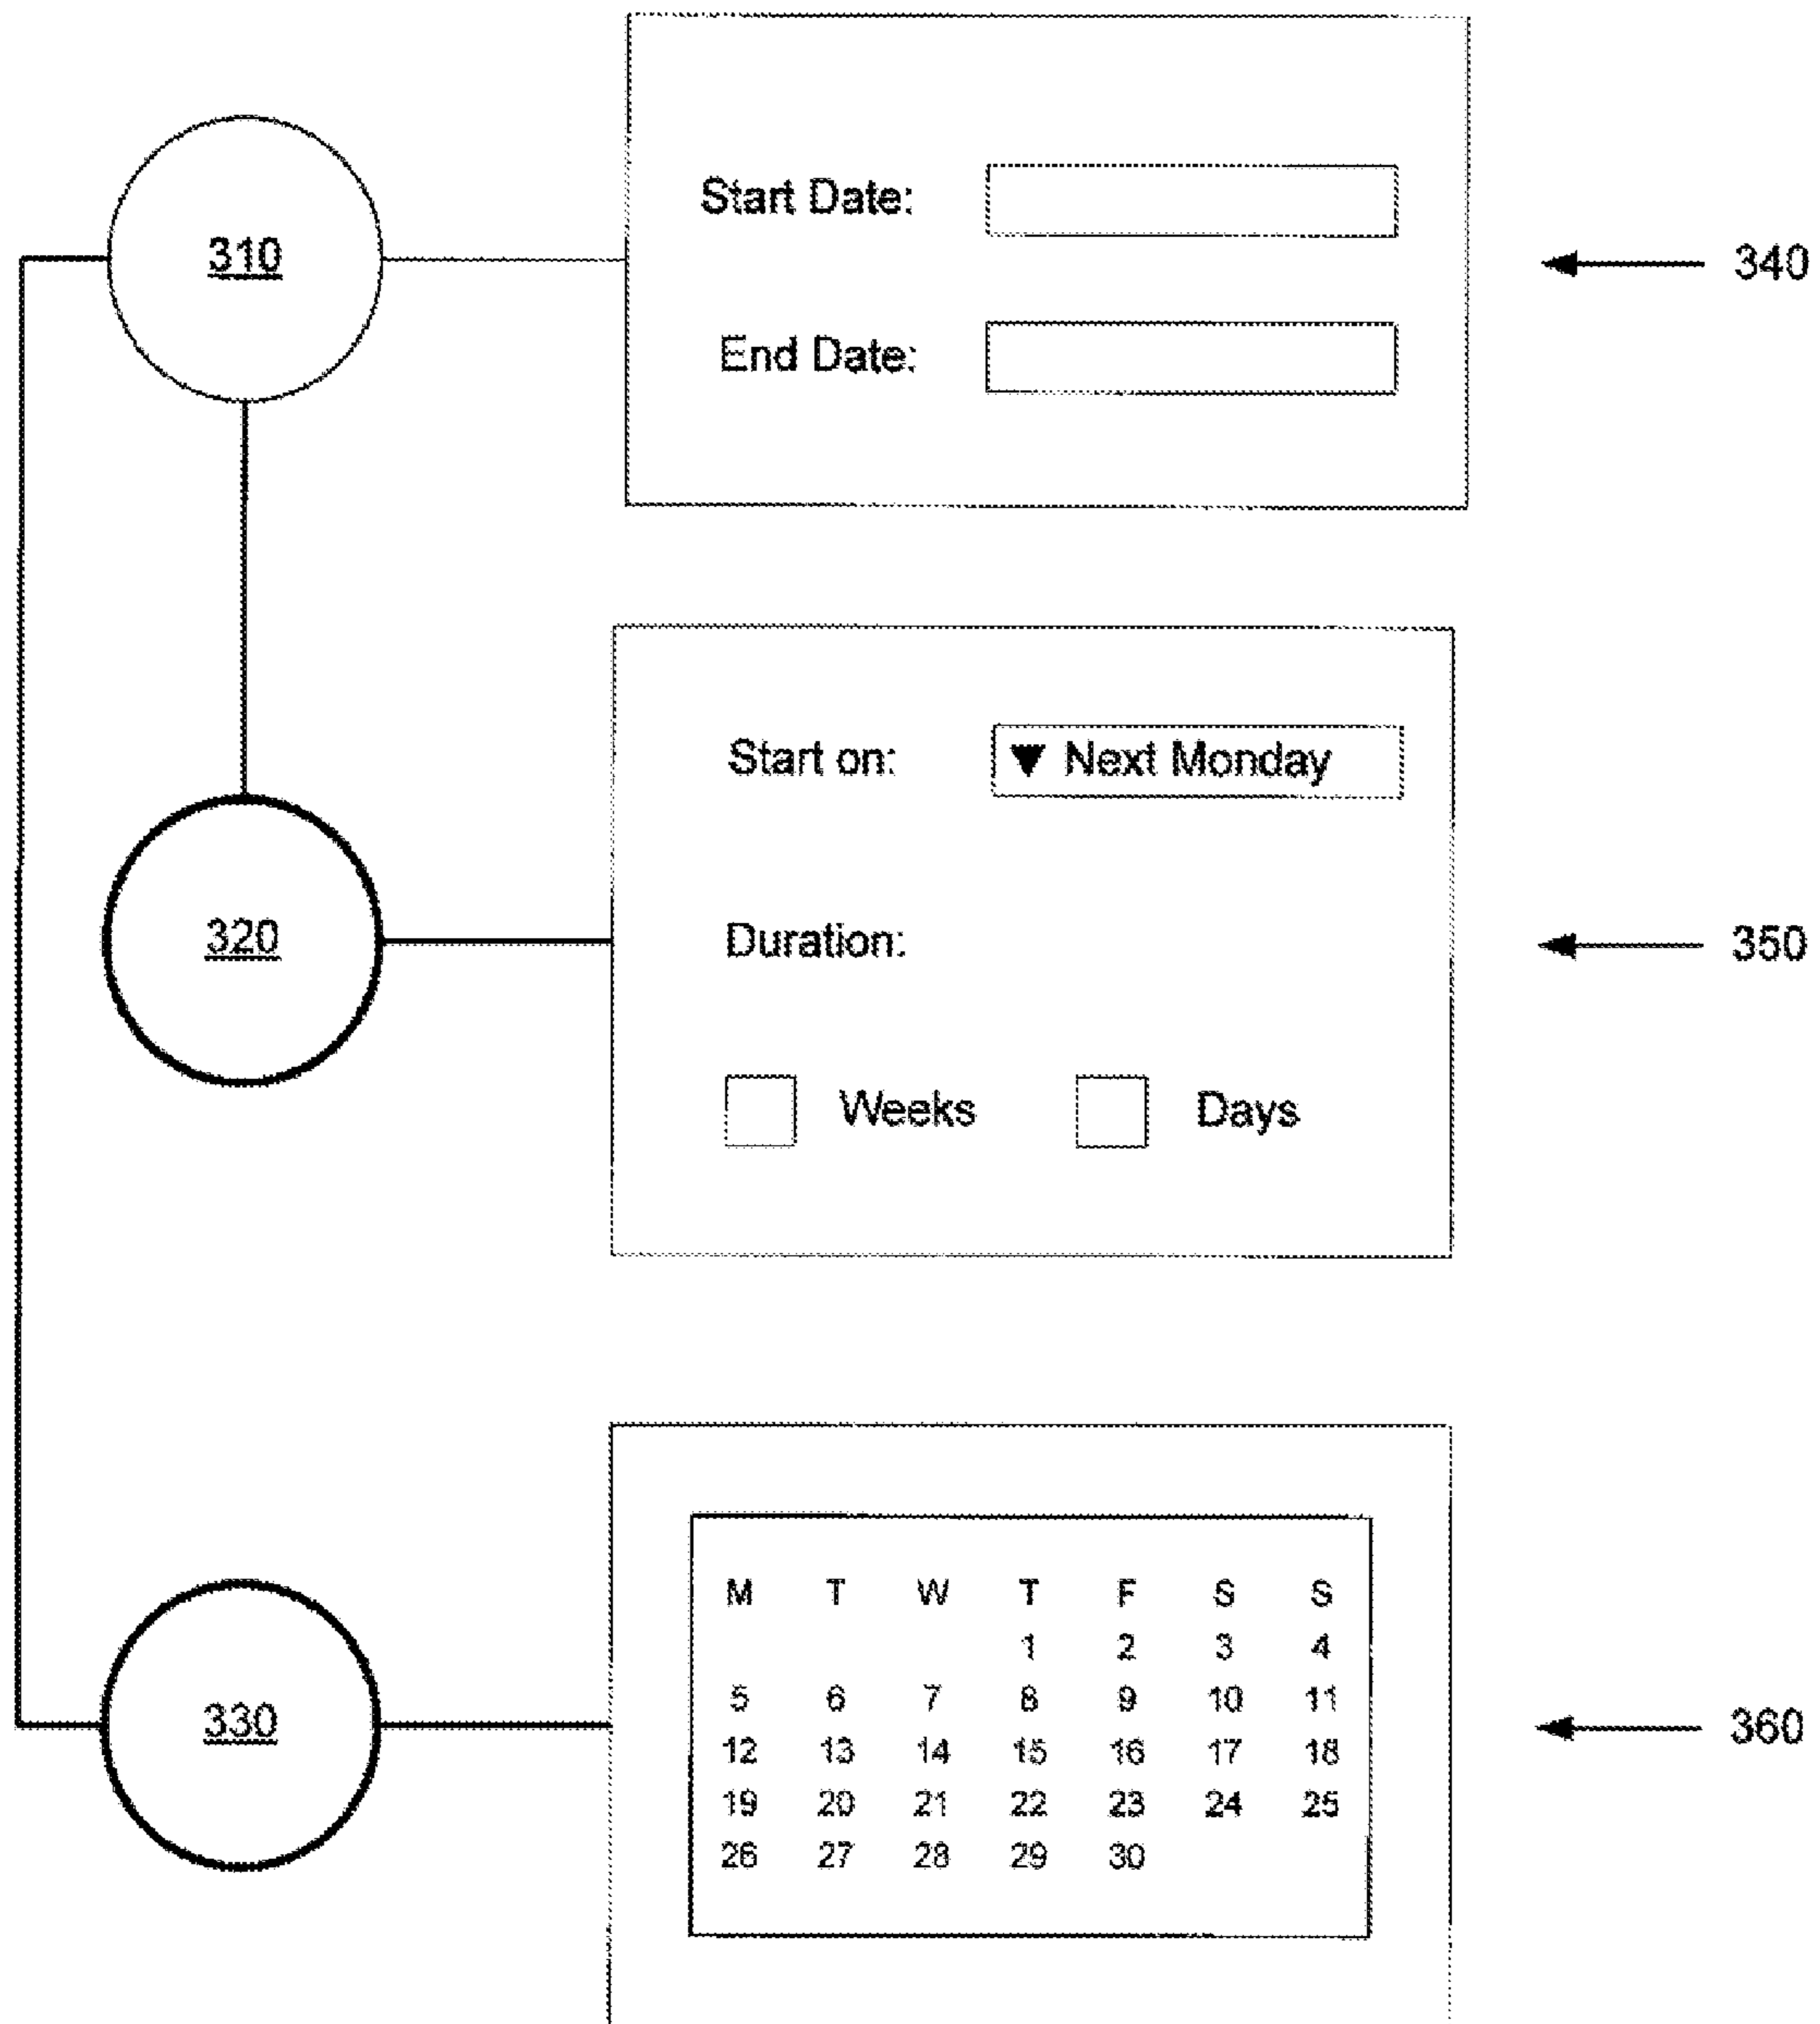 310
Start Date:
340
End Date:
Start on: ▼ Next Monday
320
Duration:
350
Weeks Days
M T W T F S S
1 2 3 4
5 6 7 8 9 10 11
330
360
12 13 14 15 16 17 18
19 20 21 22 23 24 25
26 27 28 29 30